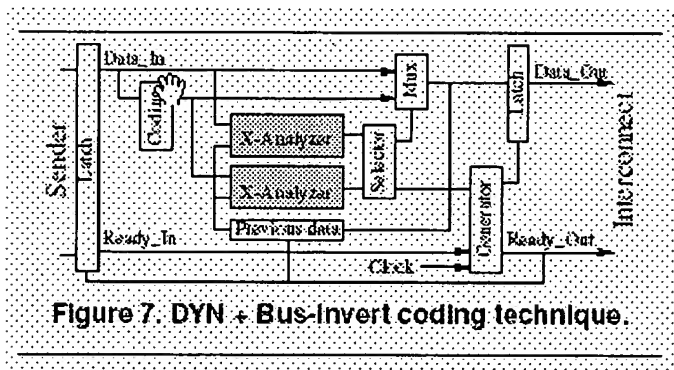 Data_In
Coding
Mux
Latch
Data_Out
Sender
Latch
X-Analyzer
X-Analyzer
Selector
Previous data
Generator
Interconnect
Ready_In
Clock
Ready_Out
Figure 7. DYN + Bus-Invert coding technique.